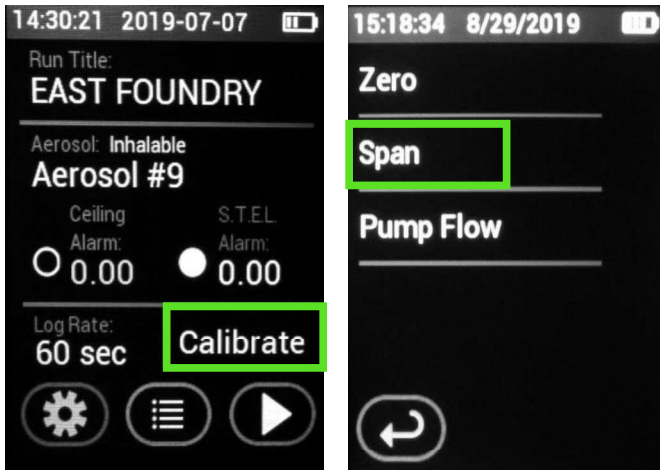 14:30:21 2019-07-07
Run Title:
EAST FOUNDRY
Aerosol: Inhalable
Aerosol #9
Ceiling S.T.E.L.
Alarm: Alarm:
0.00 0.00
Log Rate:
60 sec Calibrate
15:18:34 8/29/2019
Zero
Span
Pump Flow